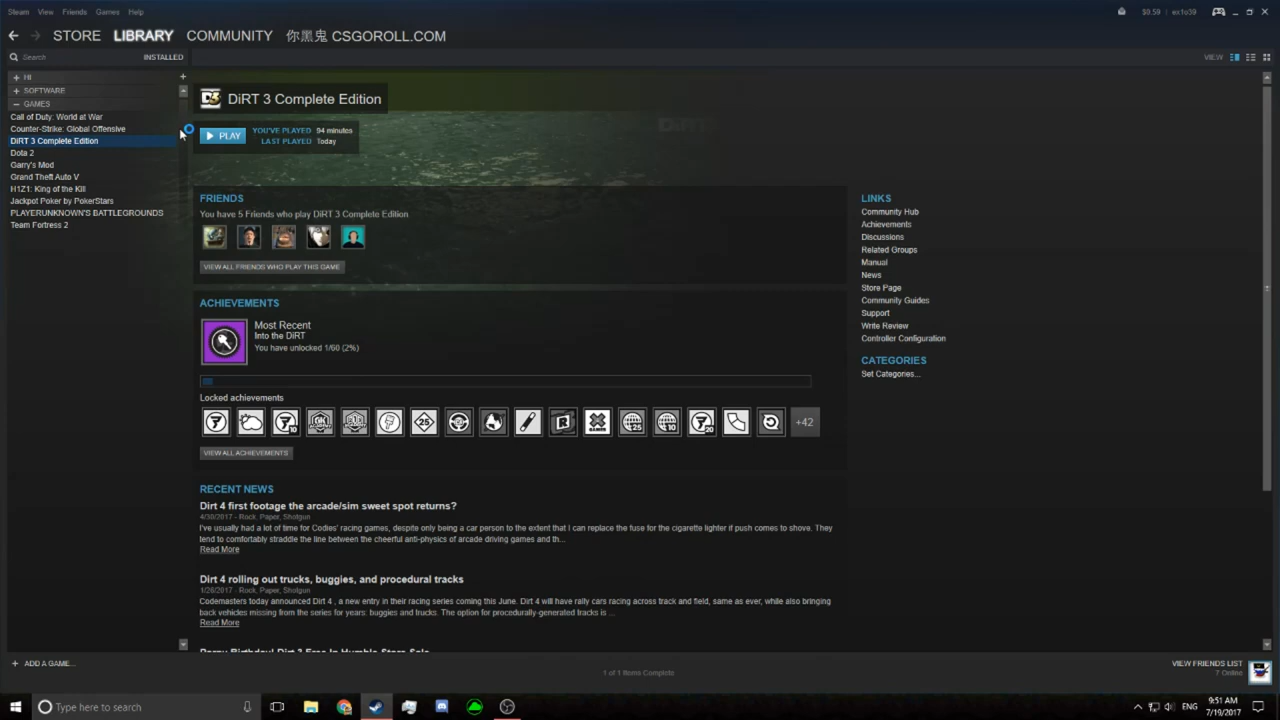 Steam View Friends Games Help
$0.59 ex1o39
STORE LIBRARY COMMUNITY 你黑鬼 CSGOROLL.COM
Search INSTALLED
VIEW
HI
SOFTWARE
GAMES
Call of Duty: World at War
Counter-Strike: Global Offensive
DiRT 3 Complete Edition
Dota 2
Garry's Mod
Grand Theft Auto V
H1Z1: King of the Kill
Jackpot Poker by PokerStars
PLAYERUNKNOWN'S BATTLEGROUNDS
Team Fortress 2
DiRT 3 Complete Edition
PLAY
YOU'VE PLAYED 94 minutes
LAST PLAYED Today
FRIENDS
You have 5 Friends who play DiRT 3 Complete Edition
VIEW ALL FRIENDS WHO PLAY THIS GAME
ACHIEVEMENTS
Most Recent
Into the DiRT
You have unlocked 1/60 (2%)
Locked achievements
+42
VIEW ALL ACHIEVEMENTS
RECENT NEWS
Dirt 4 first footage the arcade/sim sweet spot returns?
4/30/2017 - Rock, Paper, Shotgun
I've usually had a lot of time for Codies' racing games, despite only being a car person to the extent that I can replace the fuse for the cigarette lighter if push comes to shove. They
tend to comfortably straddle the line between the cheerful anti-physics of arcade driving games and th...
Read More
Dirt 4 rolling out trucks, buggies, and procedural tracks
1/26/2017 - Rock, Paper, Shotgun
Codemasters today announced Dirt 4 , a new entry in their racing series coming this June. Dirt 4 will have rally cars racing across track and field, same as ever, while also bringing
back vehicles missing from the series for years: buggies and trucks. The option for procedurally-generated tracks is ...
Read More
LINKS
Community Hub
Achievements
Discussions
Related Groups
Manual
News
Store Page
Community Guides
Support
Write Review
Controller Configuration
CATEGORIES
Set Categories...
ADD A GAME...
1 of 1 Items Complete
VIEW FRIENDS LIST
7 Online
Type here to search
ENG
9:51 AM
7/19/2017